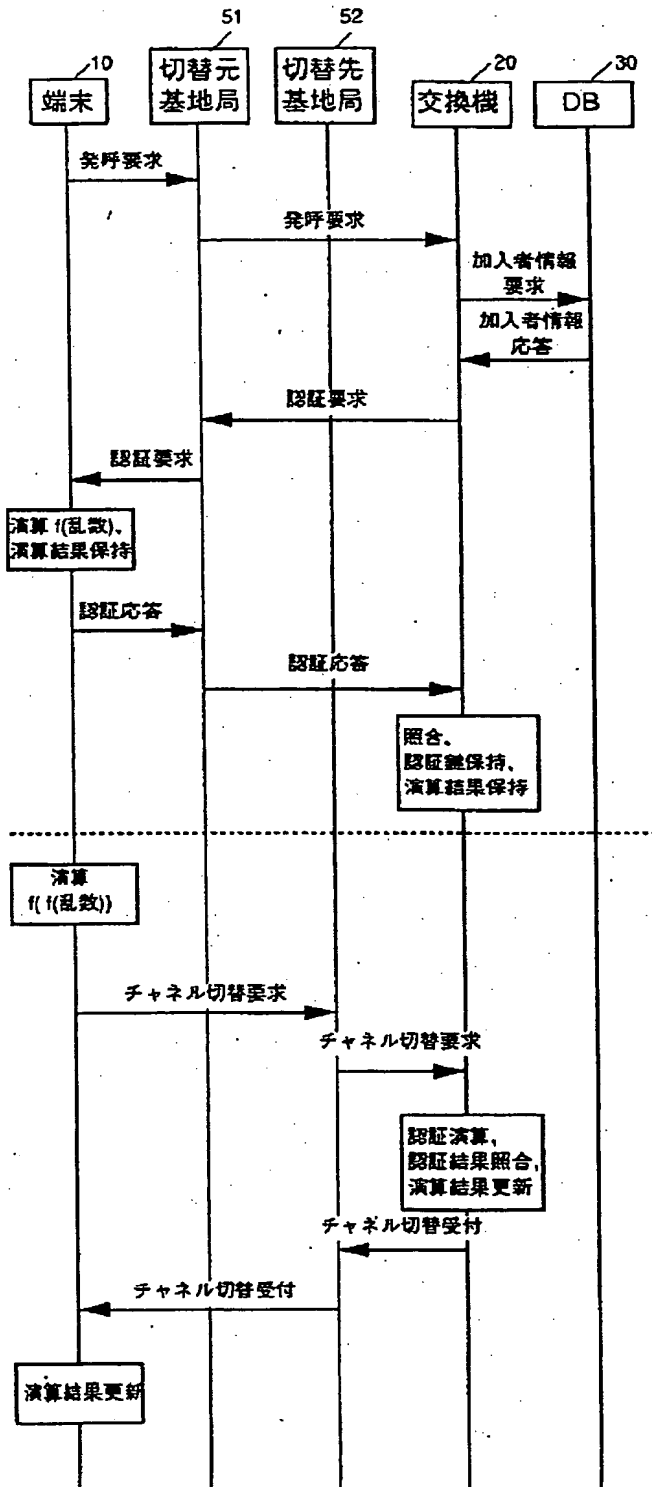 51
52
10
20
30
端末
切替元
基地局
切替先
基地局
交換機
DB
発呼要求
発呼要求
加入者情報
要求
加入者情報
応答
認証要求
認証要求
演算 f(乱数)、
演算結果保持
認証応答
認証応答
照合、
認証鍵保持、
演算結果保持
演算
f( f(乱数)}
チャネル切替要求
チャネル切替要求
認証演算、
認証結果照合、
演算結果更新
チャネル切替受付
チャネル切替受付
演算結果更新